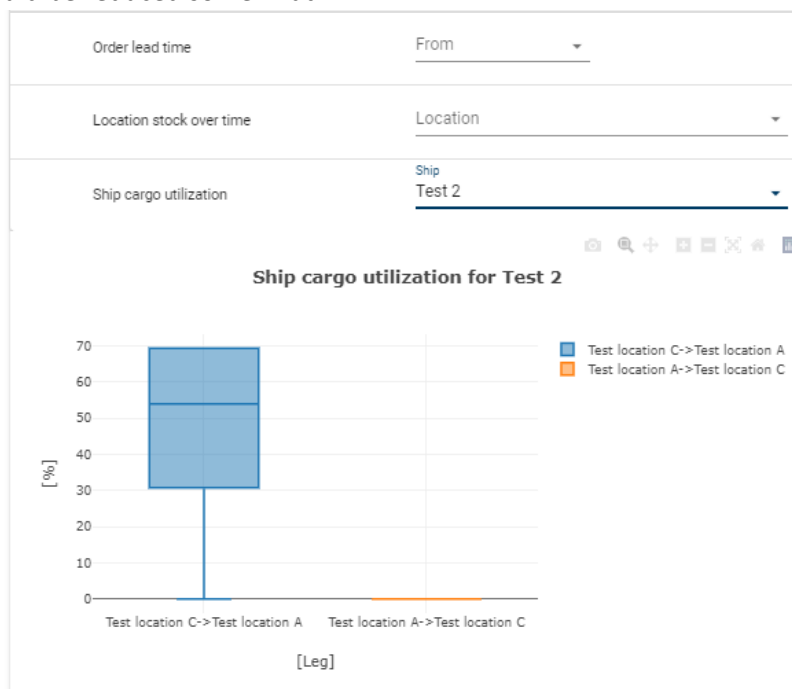 Order lead time
From
Location stock over time
Location
Ship
Ship cargo utilization
Test 2
Ship cargo utilization for Test 2
70
60
50
40
30
20
10
0
[%]
Test location C->Test location A
Test location A->Test location C
[Leg]
Test location C->Test location A
Test location A->Test location C